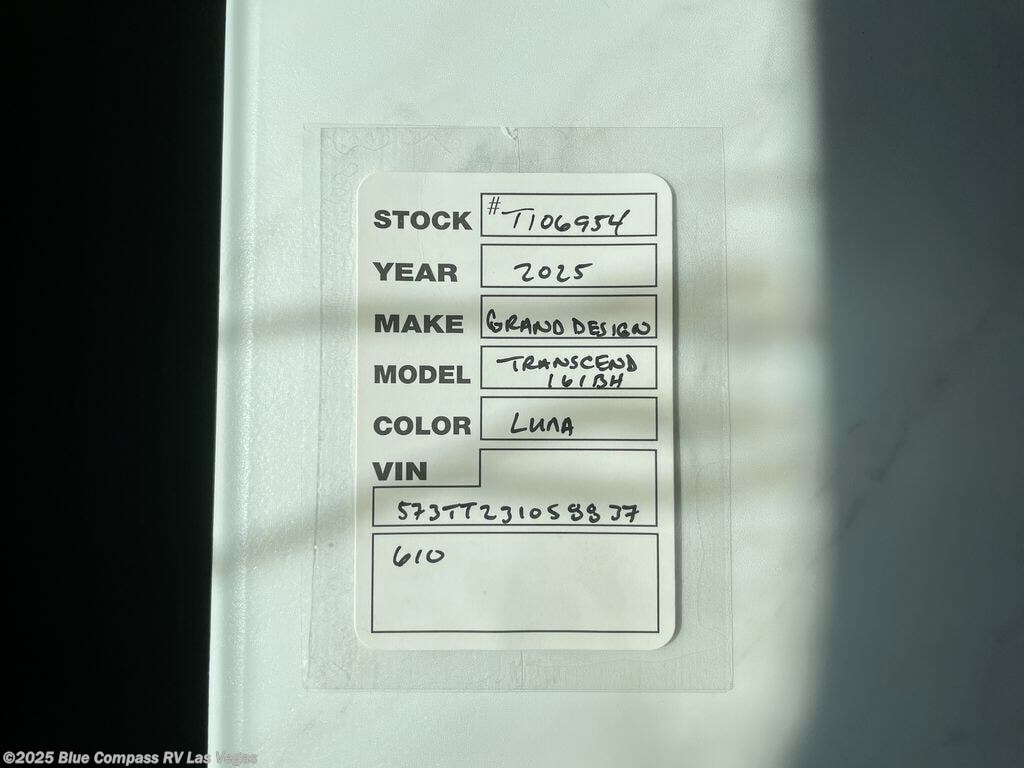 STOCK #T106954
YEAR 2025
MAKE GRAND DESIGN
MODEL TRANSCEND
161BH
COLOR LUNA
VIN
573TT2310S8837
610
©2025 Blue Compass RV Las Vegas